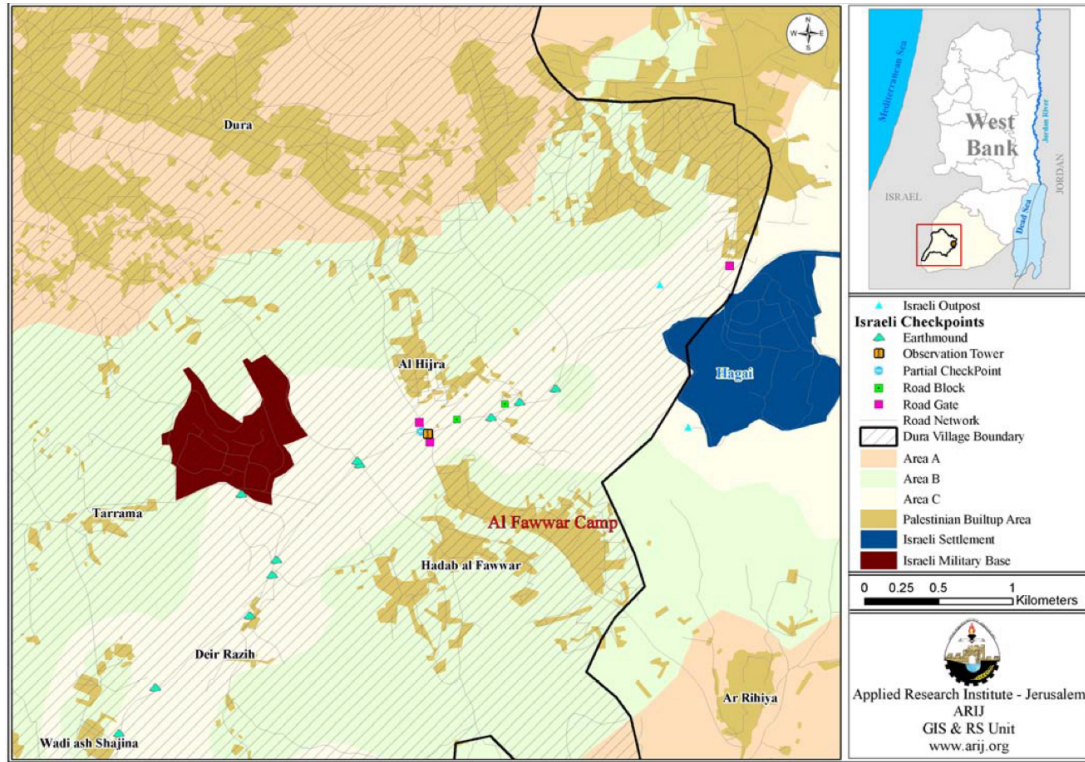 N
W E
S
Dura
Al Hijra
Hagai
Tarrama
Al Fawwar Camp
Hadab al Fawwar
Deir Razih
Ar Rihiya
Wadi ash Shajina
Mediterranean Sea
West
Bank
Jordan River
ISRAEL
JORDAN
Dead Sea
Israeli Outpost
Israeli Checkpoints
Earthmound
Observation Tower
Partial CheckPoint
Road Block
Road Gate
Road Network
Dura Village Boundary
Area A
Area B
Area C
Palestinian Builtup Area
Israeli Settlement
Israeli Military Base
0 0.25 0.5 1
Kilometers
Applied Research Institute - Jerusalem
ARIJ
GIS & RS Unit
www.arij.org